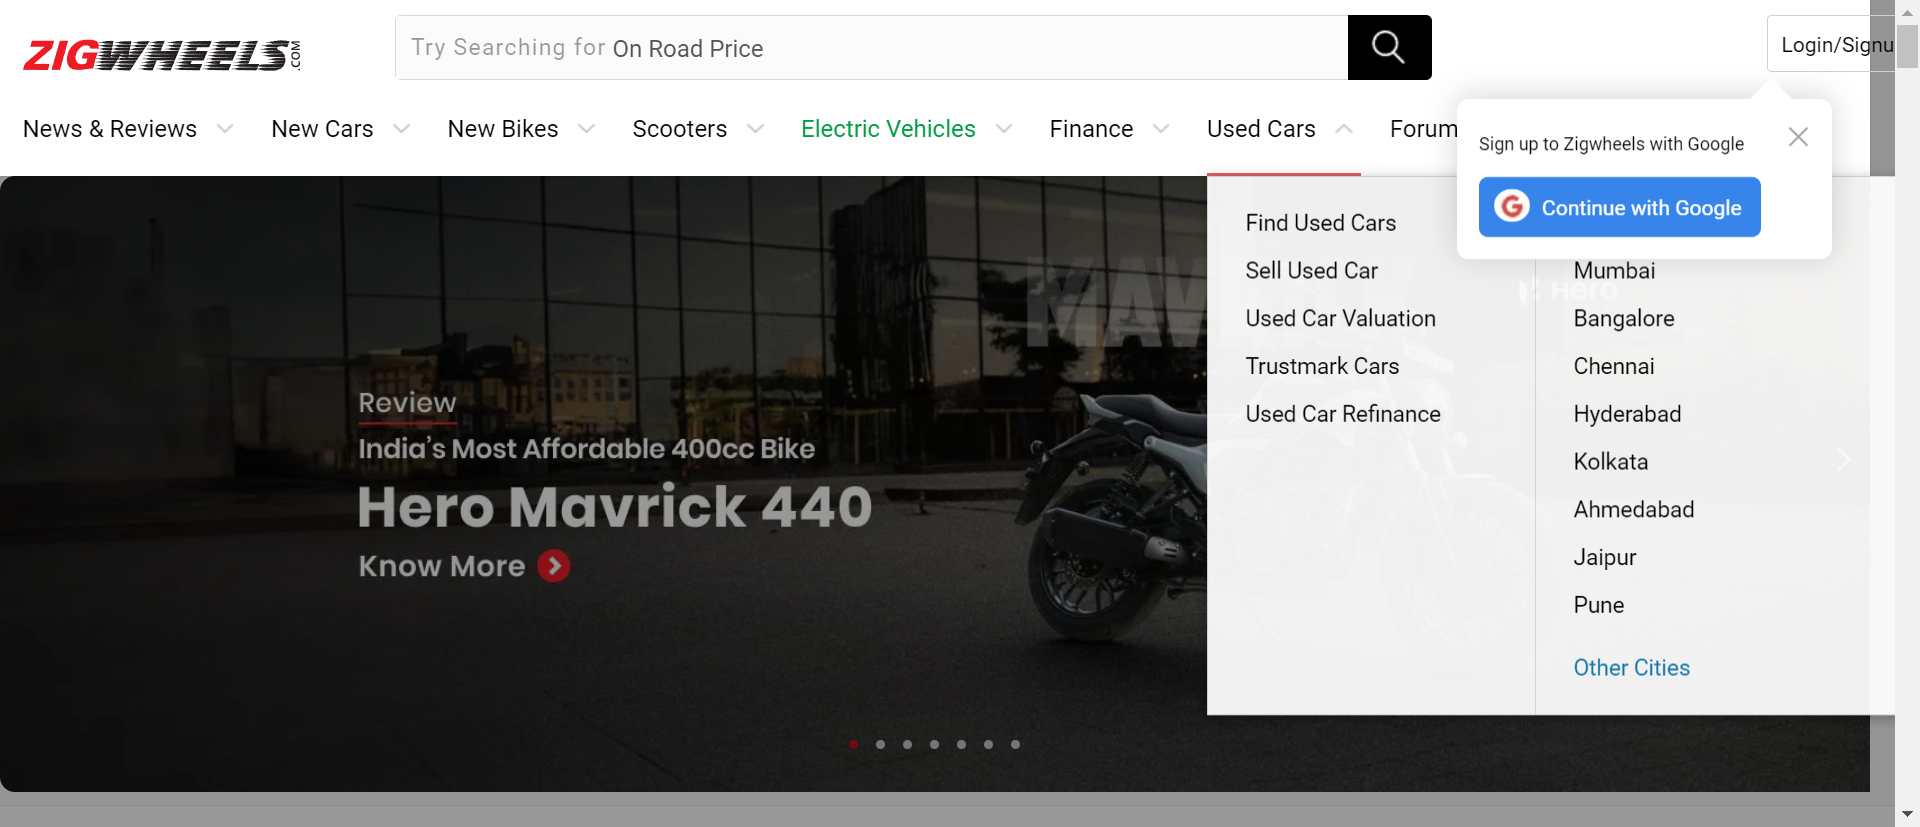 ZIGWHEELS.COM
Try Searching for On Road Price
Login/Signu
News & Reviews
New Cars
New Bikes
Scooters
Electric Vehicles
Finance
Used Cars
Forum
Sign up to Zigwheels with Google
Continue with Google
Find Used Cars
Sell Used Car
Used Car Valuation
Trustmark Cars
Used Car Refinance
Mumbai
Bangalore
Chennai
Hyderabad
Kolkata
Ahmedabad
Jaipur
Pune
Other Cities
Hero
Review
India's Most Affordable 400cc Bike
Hero Mavrick 440
Know More